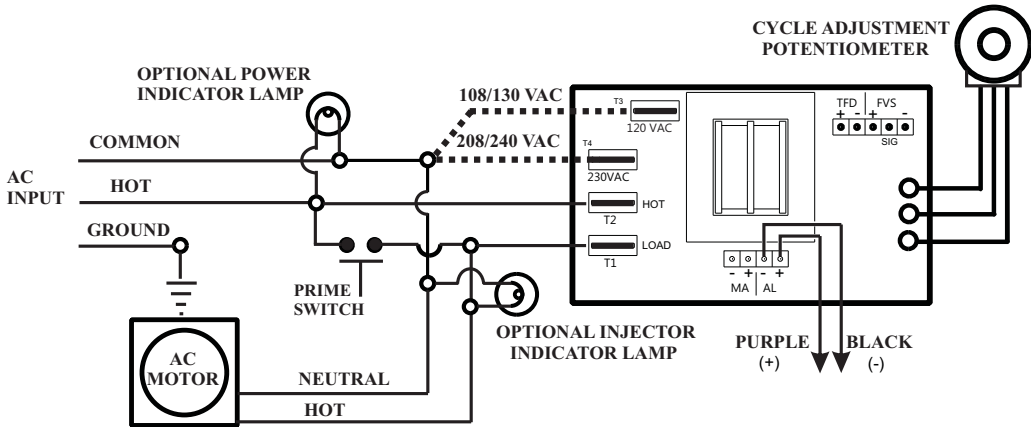 CYCLE ADJUSTMENT
POTENTIOMETER
OPTIONAL POWER
INDICATOR LAMP
108/130 VAC
T3
120 VAC
TFD FVS
+ - + -
SIG
COMMON
208/240 VAC
T4
230VAC
AC
INPUT
HOT
HOT
T2
GROUND
LOAD
T1
- + - +
MA AL
PRIME
SWITCH
OPTIONAL INJECTOR
INDICATOR LAMP
PURPLE
(+)
BLACK
(-)
AC
MOTOR
NEUTRAL
HOT